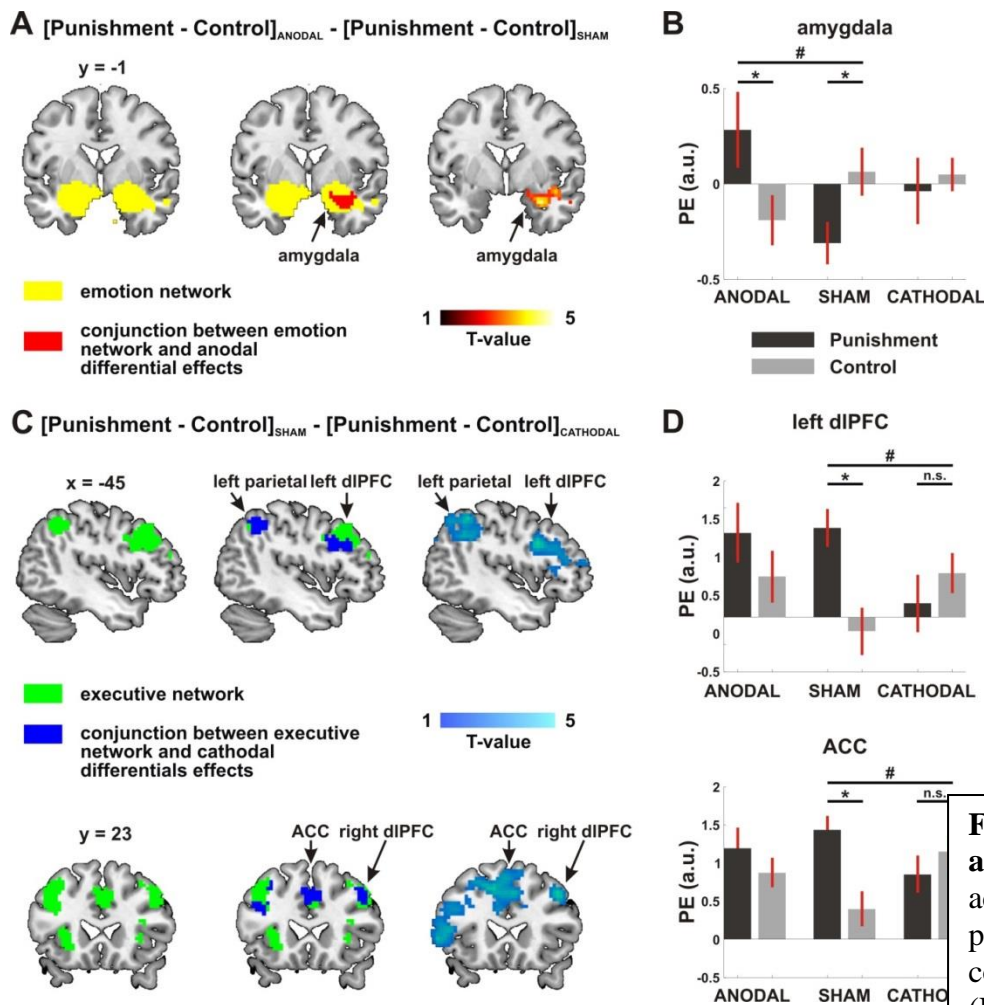 A [Punishment - Control]ANODAL - [Punishment - Control]SHAM
y = -1
amygdala
amygdala
emotion network
conjunction between emotion
network and anodal
differential effects
1 5
T-value
B amygdala
#
* *
0.5
0
-0.5
PE (a.u.)
ANODAL SHAM CATHODAL
Punishment
Control
C [Punishment - Control]SHAM - [Punishment - Control]CATHODAL
x = -45
left parietal left dlPFC
left parietal left dlPFC
executive network
conjunction between executive
network and cathodal
differentials effects
1 5
T-value
y = 23
ACC right dlPFC
ACC right dlPFC
D left dlPFC
#
* n.s.
2
1.5
1
0.5
0
-0.5
PE (a.u.)
ANODAL SHAM CATHODAL
ACC
#
* n.s.
2
1.5
1
0.5
0
-0.5
PE (a.u.)
ANODAL SHAM CATHO
F
a
ac
p
co